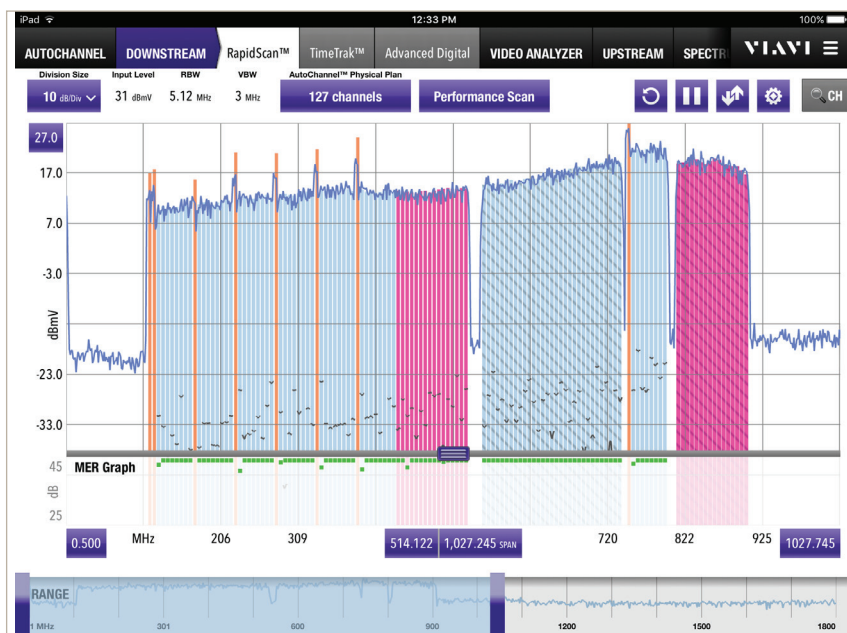 iPad 12:33 PM 100%
AUTOCHANNEL DOWNSTREAM RapidScan™ TimeTrak™ Advanced Digital VIDEO ANALYZER UPSTREAM SPECTR VIAVI
Division Size Input Level RBW VBW AutoChannel™ Physical Plan
10 dB/Div 31 dBmV 5.12 MHz 3 MHz 127 channels Performance Scan CH
27.0
17.0
7.0
-3.0
dBmV
-23.0
-33.0
45 MER Graph
dB
25
0.500 MHz 206 309 514.122 1,027.245 SPAN 720 822 925 1027.745
RANGE
1 MHz 301 600 900 1200 1500 1800